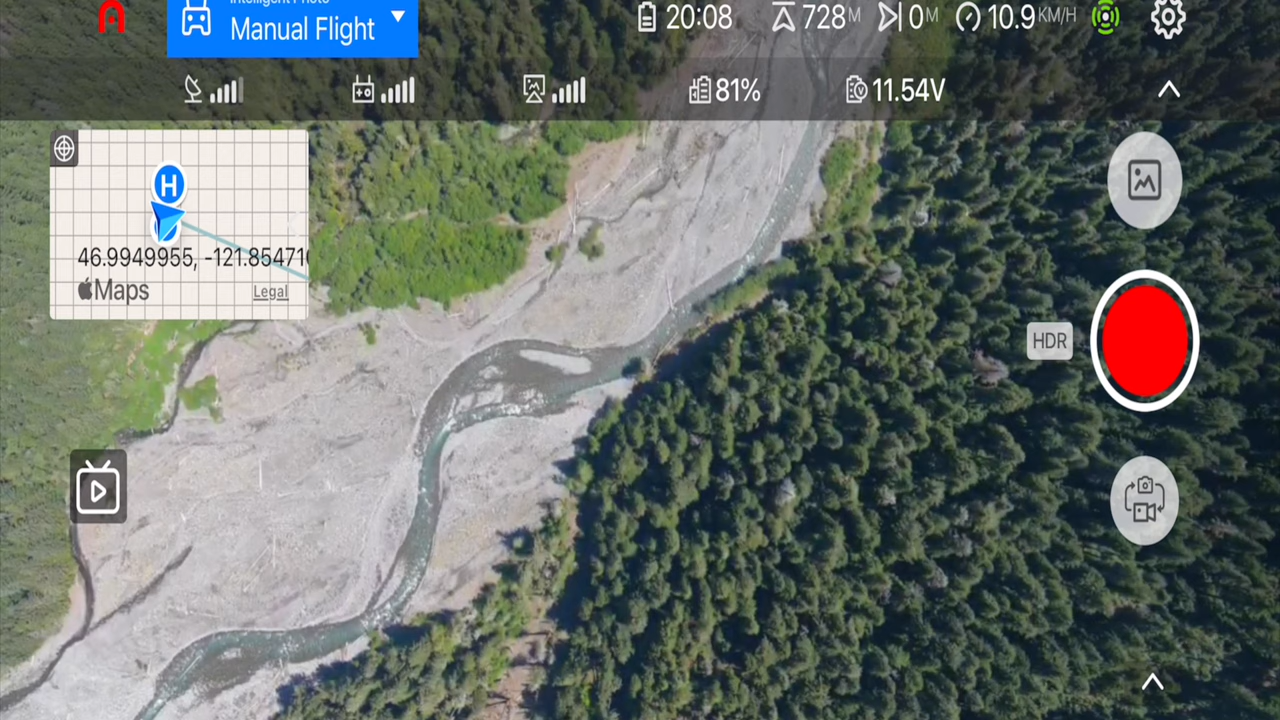 Intelligent Photo
Manual Flight
20:08
728M
0M
10.9KM/H
81%
11.54V
H
46.9949955, -121.854710
Maps
Legal
HDR